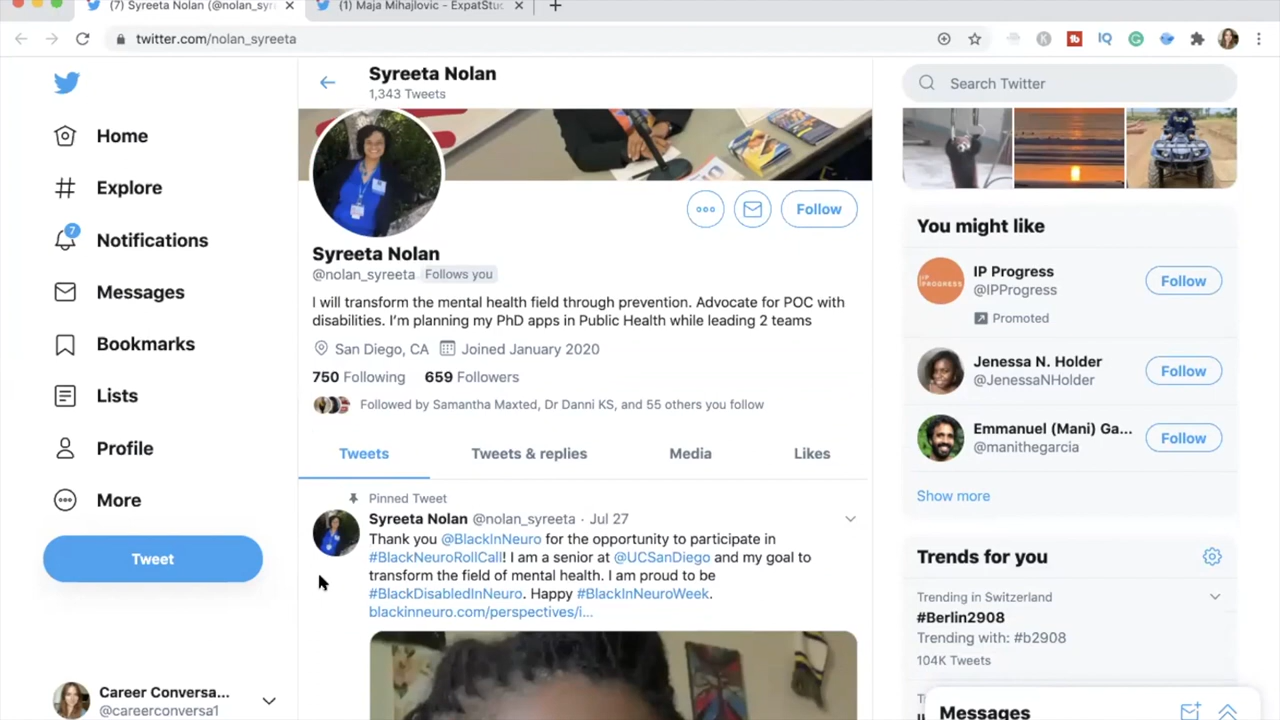 (7) Syreeta Nolan (@nolan_syre
(1) Maja Mihajlovic - ExpatStuc
twitter.com/nolan_syreeta
Home
Explore
7
Notifications
Messages
Bookmarks
Lists
Profile
More
Tweet
Career Conversa...
@careerconversa1
Syreeta Nolan
1,343 Tweets
Follow
Syreeta Nolan
@nolan_syreeta Follows you
I will transform the mental health field through prevention. Advocate for POC with
disabilities. I'm planning my PhD apps in Public Health while leading 2 teams
San Diego, CA Joined January 2020
750 Following 659 Followers
Followed by Samantha Maxted, Dr Danni KS, and 55 others you follow
Tweets Tweets & replies Media Likes
Pinned Tweet
Syreeta Nolan @nolan_syreeta · Jul 27
Thank you @BlackInNeuro for the opportunity to participate in
#BlackNeuroRollCall! I am a senior at @UCSanDiego and my goal to
transform the field of mental health. I am proud to be
#BlackDisabledInNeuro. Happy #BlackInNeuroWeek.
blackinneuro.com/perspectives/i...
Search Twitter
You might like
IP PROGRESS
IP Progress
@IPProgress
Follow
Promoted
Jenessa N. Holder
@JenessaNHolder
Follow
Emmanuel (Mani) Ga...
@manithegarcia
Follow
Show more
Trends for you
Trending in Switzerland
#Berlin2908
Trending with: #b2908
104K Tweets
Messages